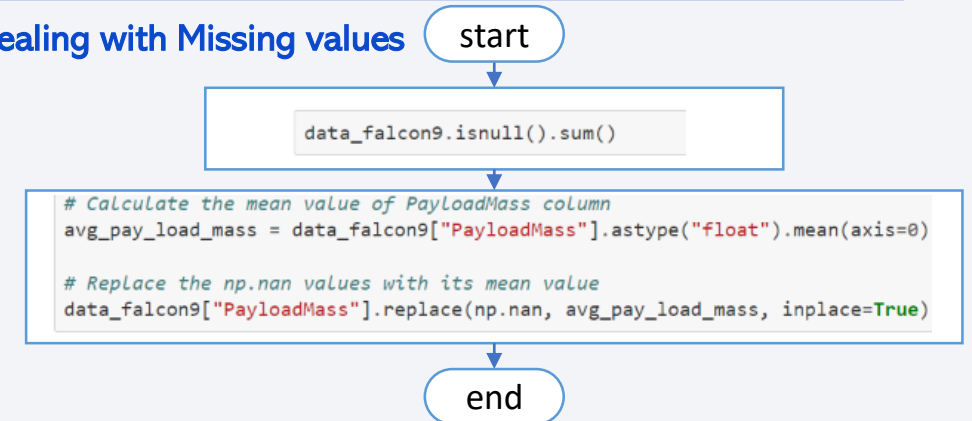 ealing with Missing values
start
data_falcon9.isnull().sum()
# Calculate the mean value of PayloadMass column
avg_pay_load_mass = data_falcon9["PayloadMass"].astype("float").mean(axis=0)
# Replace the np.nan values with its mean value
data_falcon9["PayloadMass"].replace(np.nan, avg_pay_load_mass, inplace=True)
end